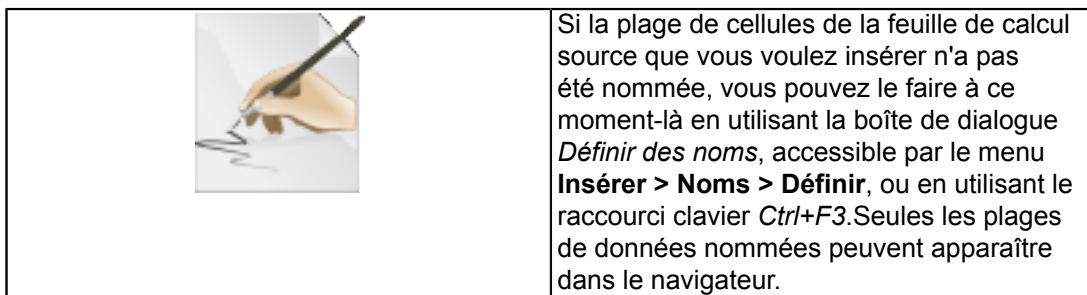 Si la plage de cellules de la feuille de calcul
source que vous voulez insérer n'a pas
été nommée, vous pouvez le faire à ce
moment-là en utilisant la boîte de dialogue
Définir des noms, accessible par le menu
Insérer > Noms > Définir, ou en utilisant le
raccourci clavier Ctrl+F3.Seules les plages
de données nommées peuvent apparaître
dans le navigateur.